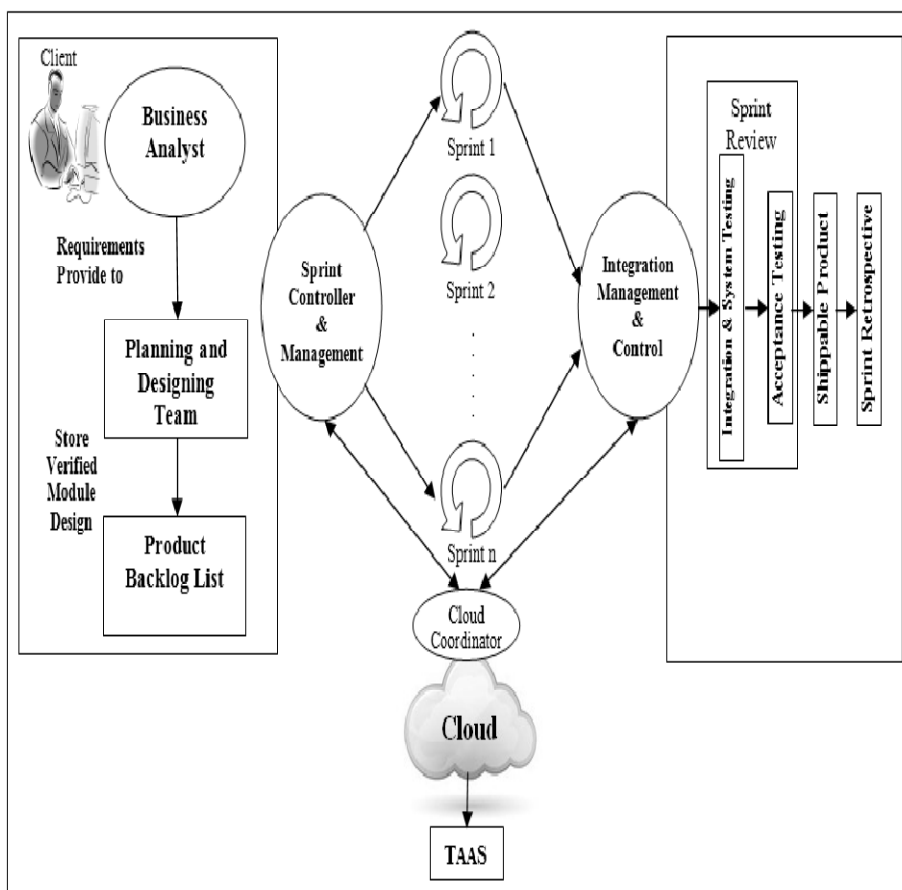 Client
Business
Analyst
Requirements
Provide to
Planning and
Designing
Team
Store
Verified
Module
Design
Product
Backlog List
Sprint
Controller
&
Management
Sprint 1
Sprint 2
Sprint n
Cloud
Coordinator
Cloud
TAAS
Integration
Management
&
Control
Sprint
Review
Integration & System Testing
Acceptance Testing
Shippable Product
Sprint Retrospective